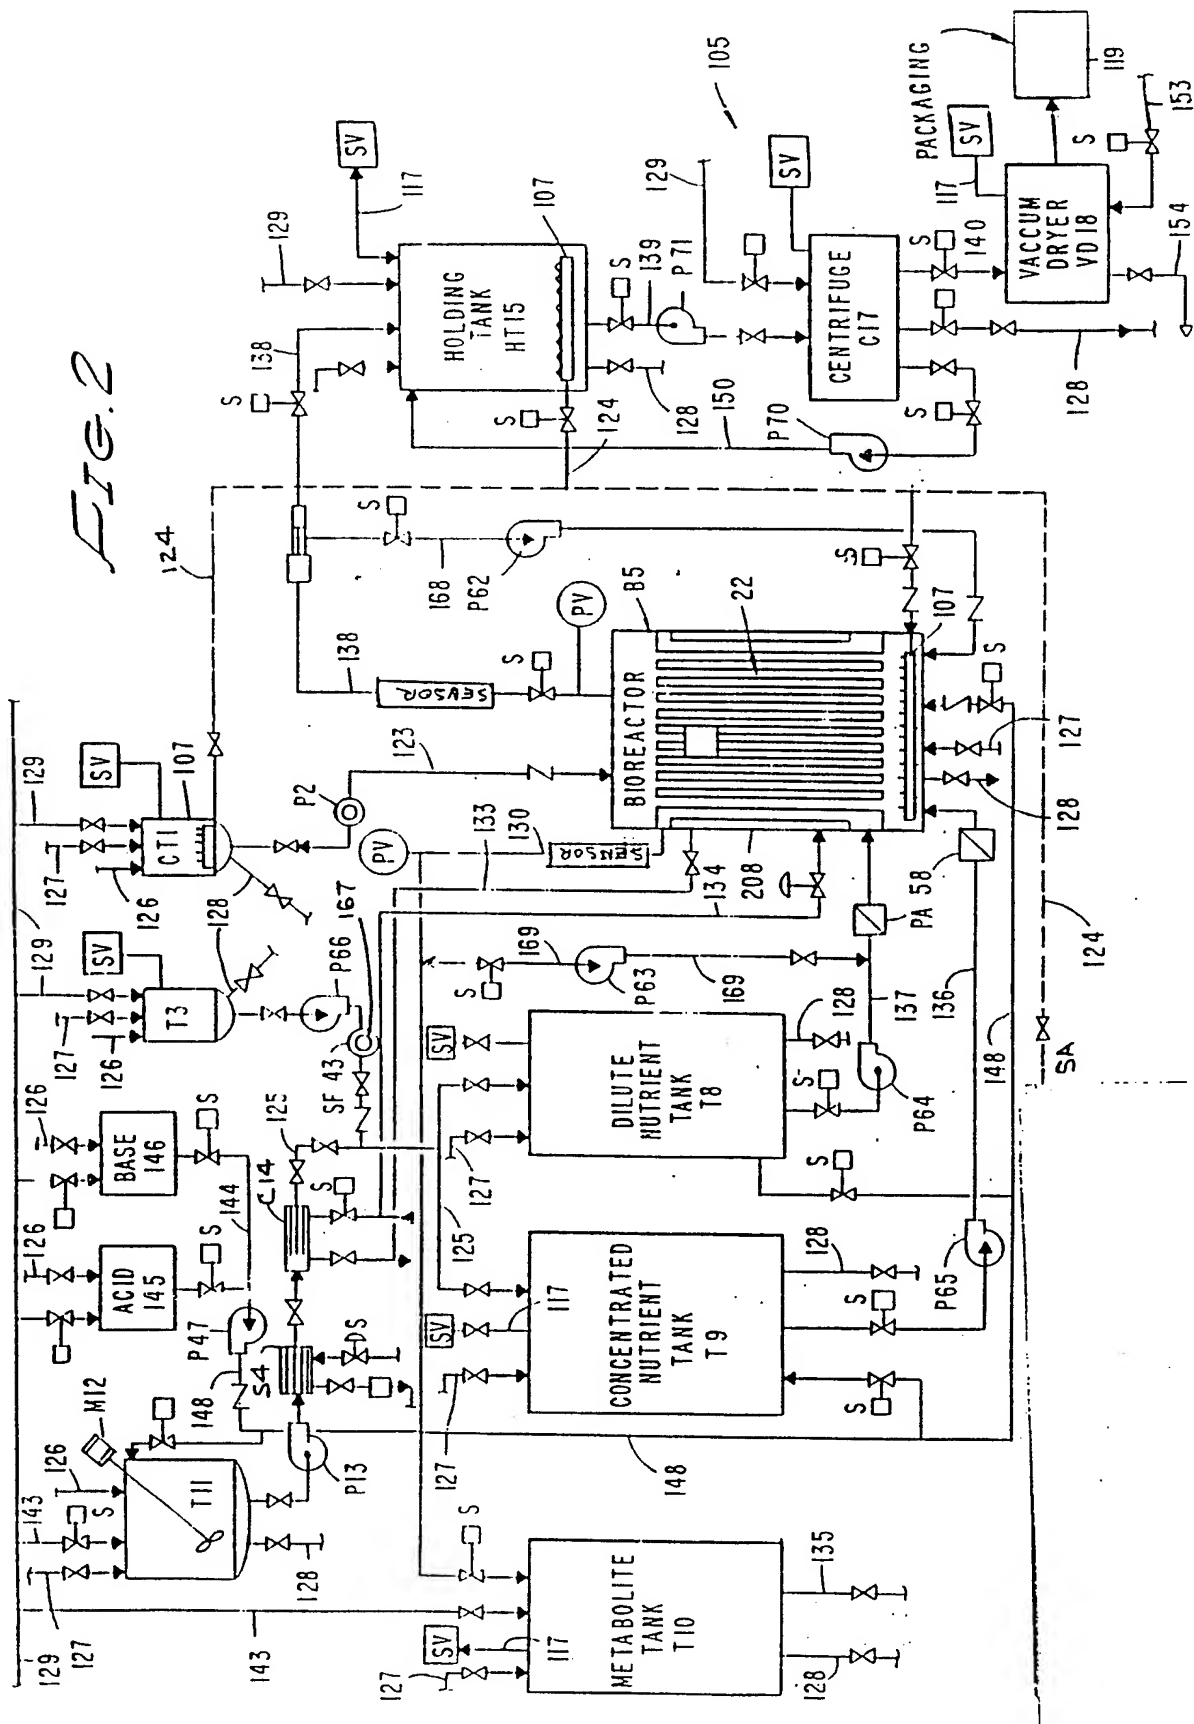 FIG. 2
129
127
143
S
126
M12
T11
128
143
129
127
SV
117
METABOLITE
TANK
T10
128
135
S
P13
148
P47
148
S4
DS
ACID
145
126
S
BASE
146
126
S
144
C14
S
125
SF 43
167
P66
T3
SV
129
127
126
128
CT1
SV
129
127
126
107
128
124
P2
123
PV
130
SENSOR
133
134
138
SENSOR
S
PV
168
P62
S
138
S
129
117
SV
HOLDING
TANK
HT15
107
S
124
128
139
S
P71
150
P70
105
129
SV
CENTRIFUGE
C17
S
S
140
128
PACKAGING
119
117
SV
VACCUM
DRYER
VD18
S
153
154
BIOREACTOR
B5
22
208
107
S
S
127
128
58
PA
136
137
169
S
P63
169
SV
127
125
DILUTE
NUTRIENT
TANK
T8
128
S
P64
S
SV
117
127
CONCENTRATED
NUTRIENT
TANK
T9
128
S
P65
S
148
148
124
SA